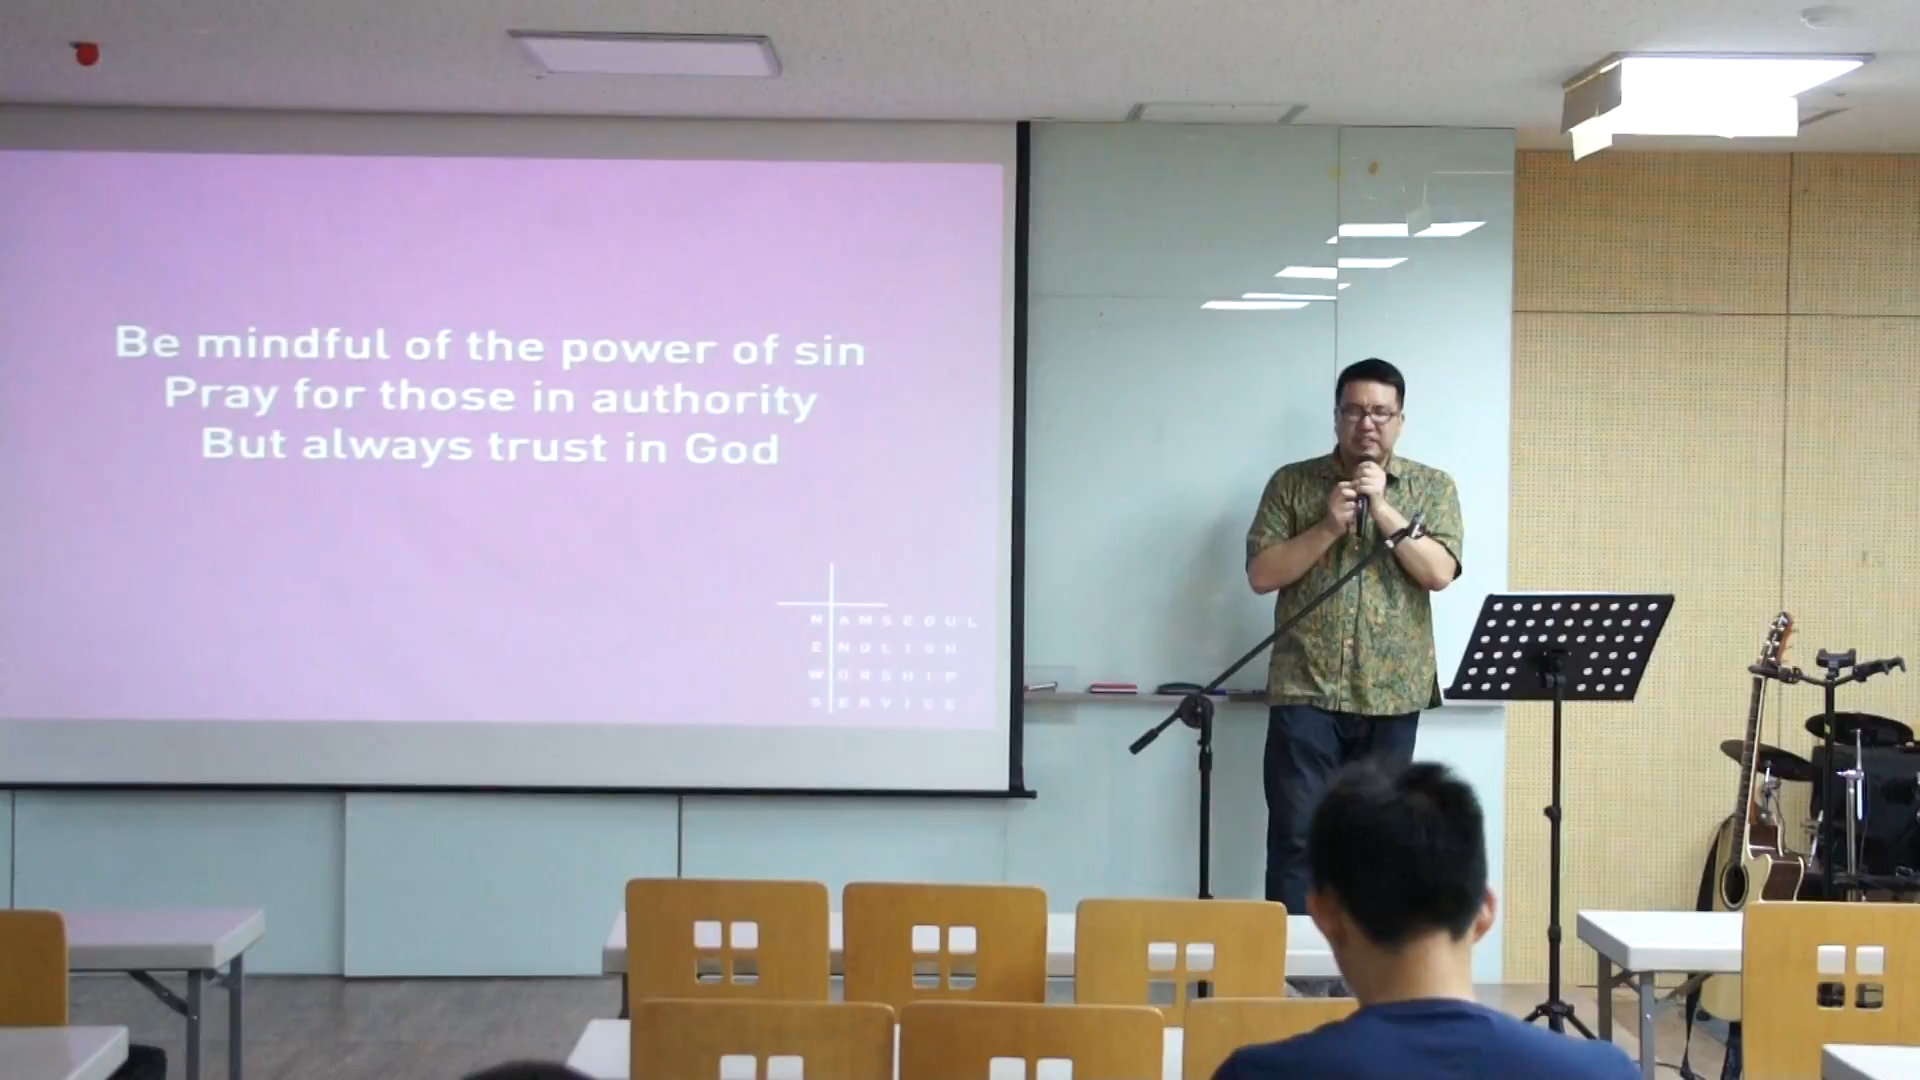 Be mindful of the power of sin
Pray for those in authority
But always trust in God
NAMSEOUL
ENGLISH
WORSHIP
SERVICE